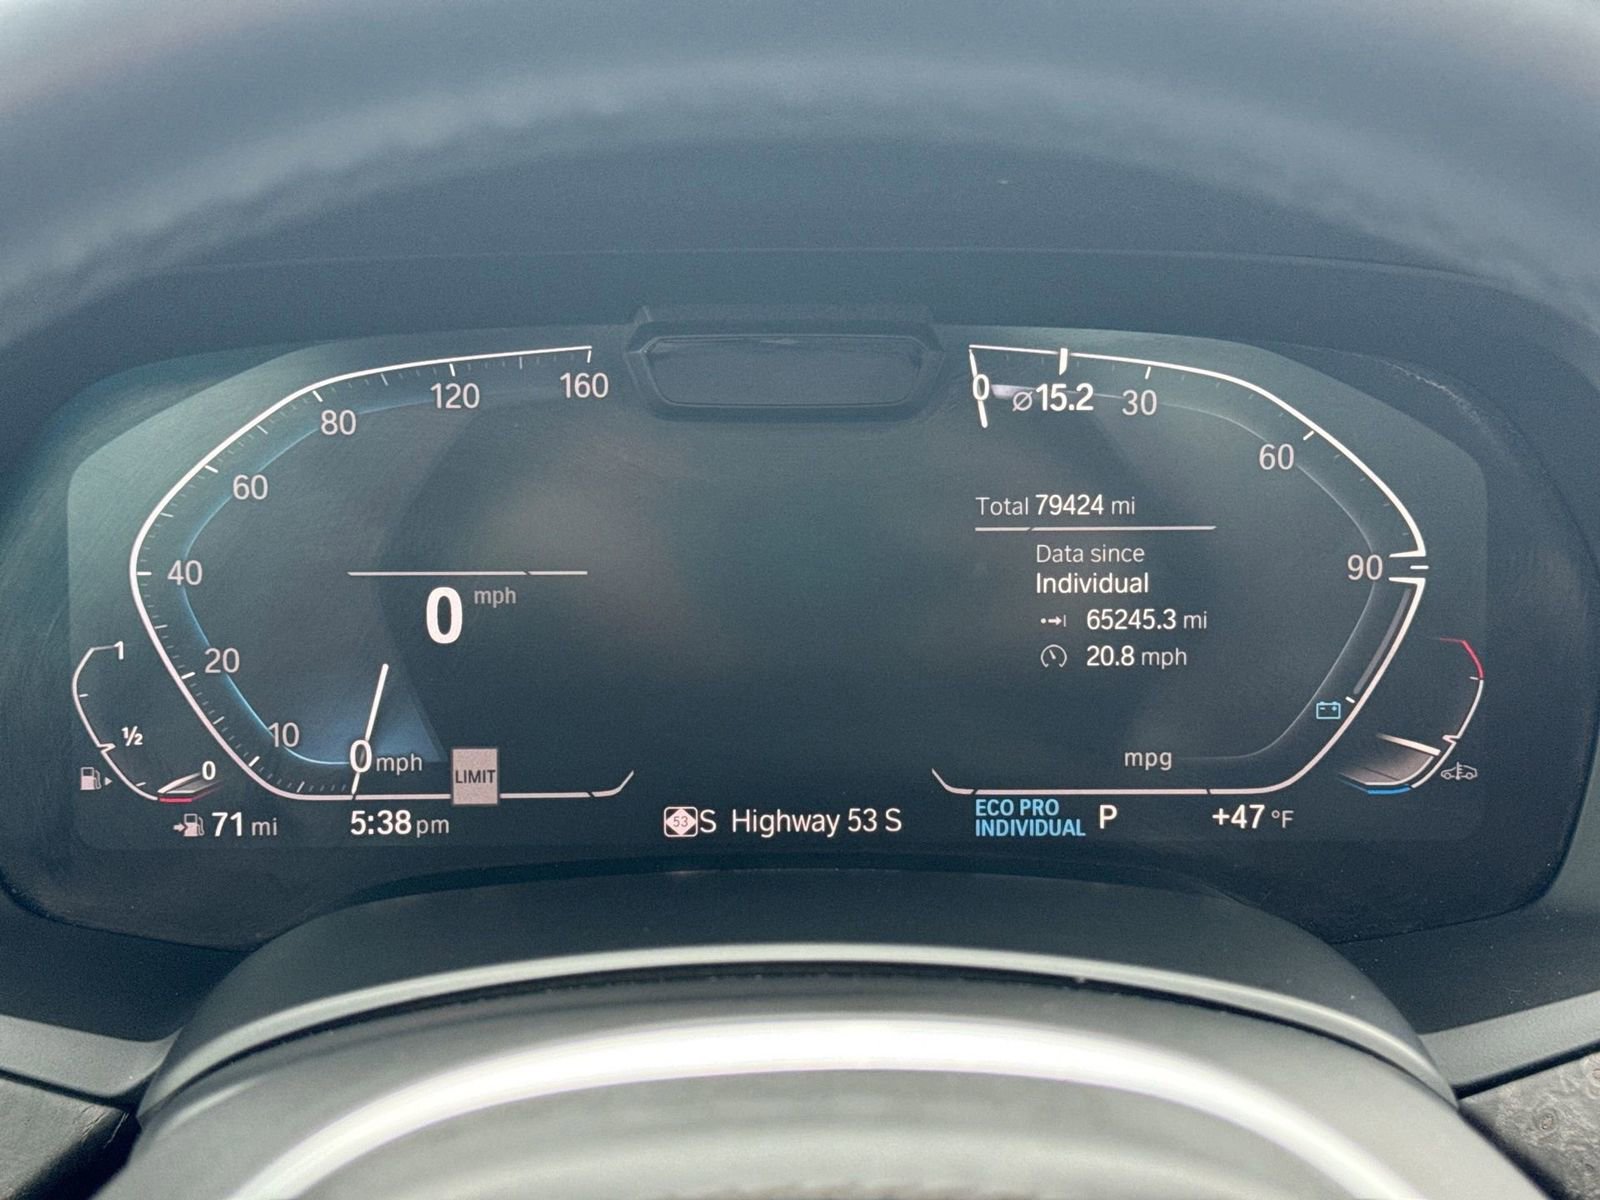 160
120
80
60
40
20
10
0 mph
0 mph
LIMIT
1
½
0
71 mi
5:38 pm
53 S Highway 53 S
0
⌀15.2
30
60
90
Total 79424 mi
Data since
Individual
65245.3 mi
20.8 mph
mpg
ECO PRO
INDIVIDUAL
P
+47 °F